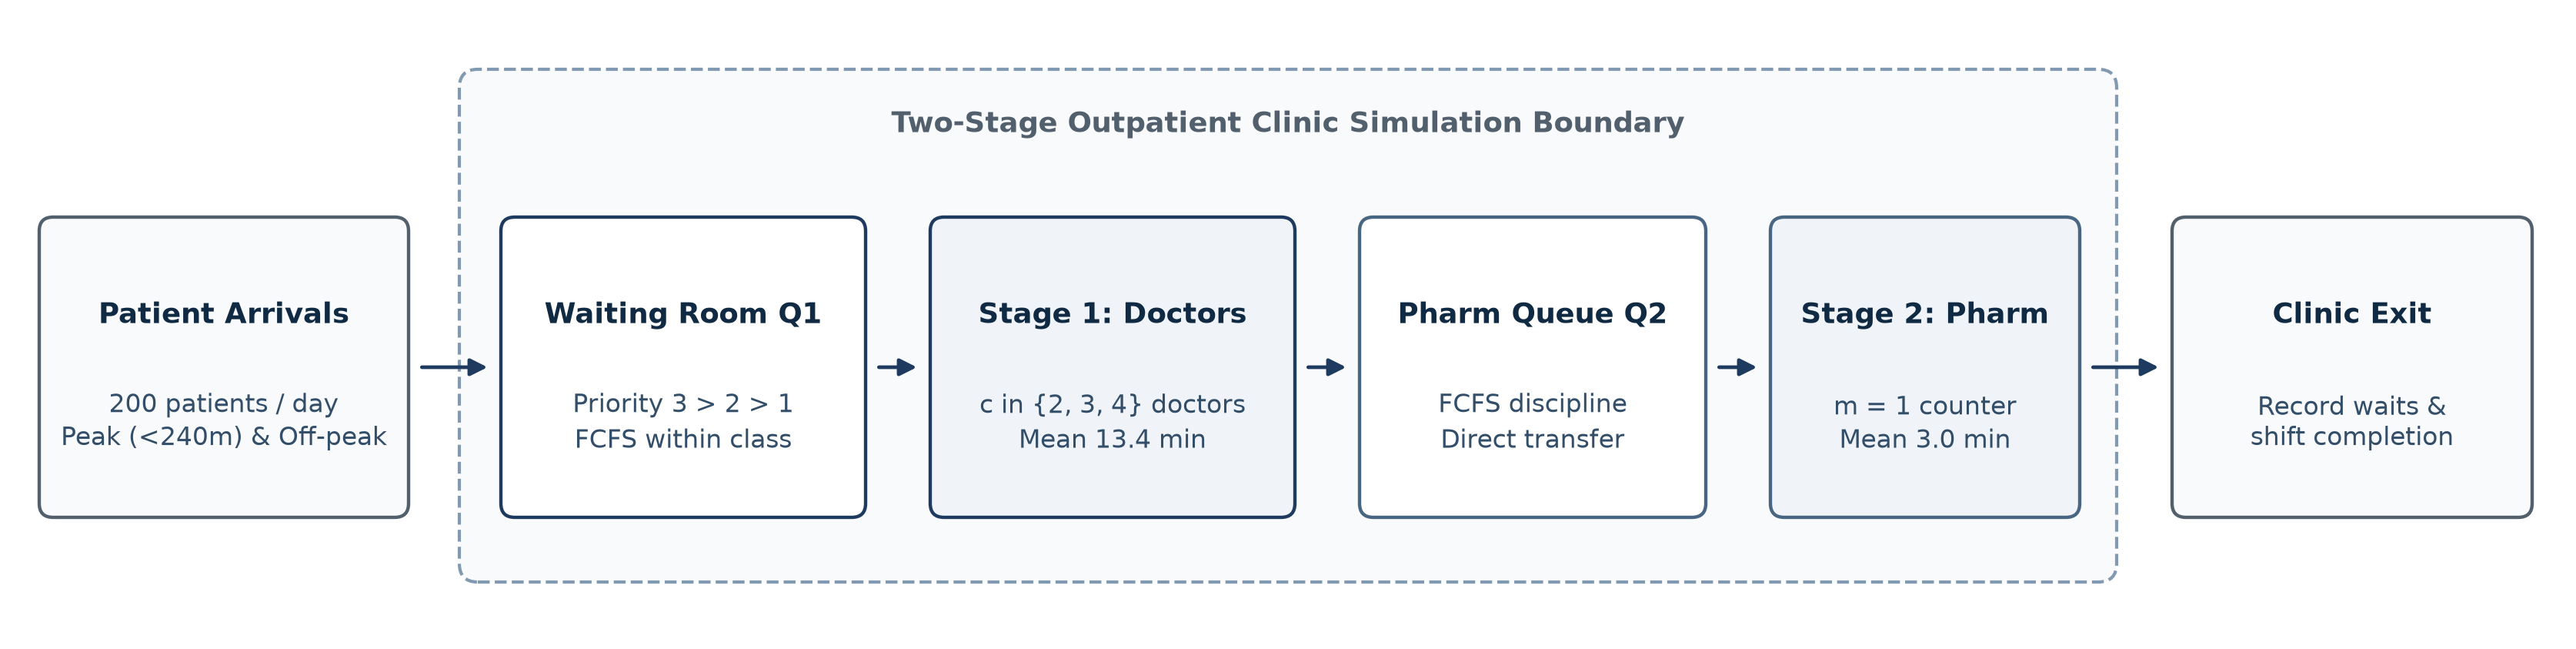 Two-Stage Outpatient Clinic Simulation Boundary
Patient Arrivals
200 patients / day
Peak (<240m) & Off-peak
Waiting Room Q1
Priority 3 > 2 > 1
FCFS within class
Stage 1: Doctors
c in {2, 3, 4} doctors
Mean 13.4 min
Pharm Queue Q2
FCFS discipline
Direct transfer
Stage 2: Pharm
m = 1 counter
Mean 3.0 min
Clinic Exit
Record waits &
shift completion